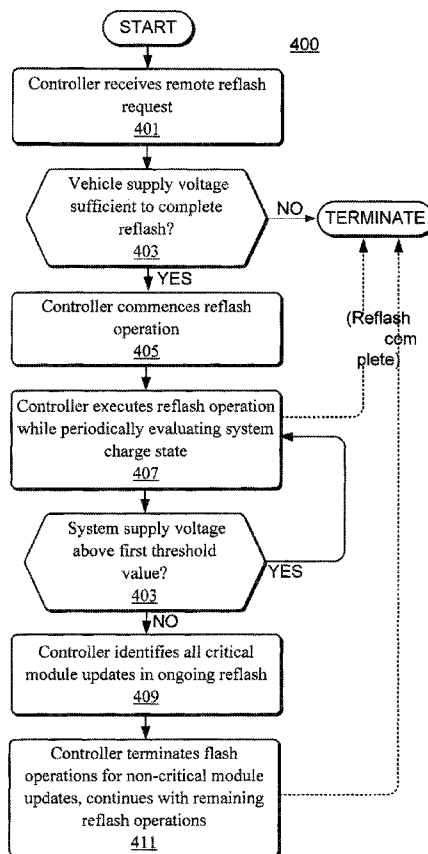 START
400
Controller receives remote reflash
request
401
Vehicle supply voltage
sufficient to complete
reflash?
403
NO
TERMINATE
YES
Controller commences reflash
operation
405
(Reflash
com
plete)
Controller executes reflash operation
while periodically evaluating system
charge state
407
System supply voltage
above first threshold
value?
403
YES
NO
Controller identifies all critical
module updates in ongoing reflash
409
Controller terminates flash
operations for non-critical module
updates, continues with remaining
reflash operations
411